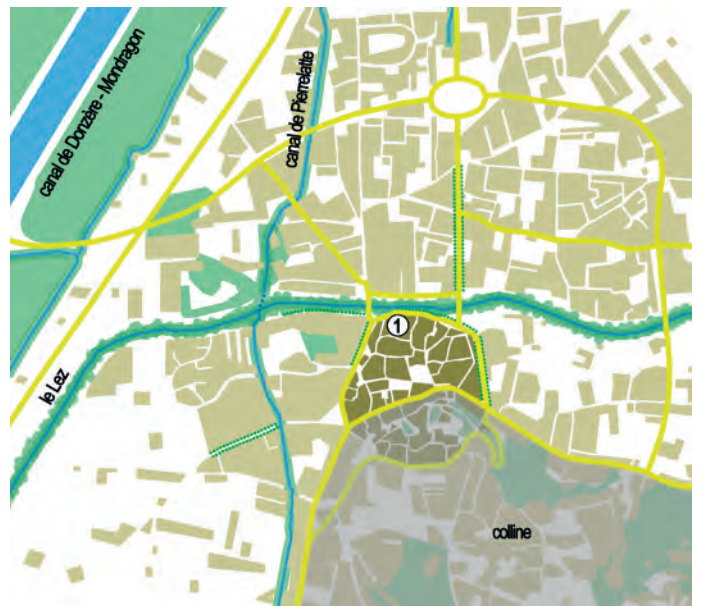 canal de Donzère - Mondragon
canal de Pierrelatte
1
le Lez
colline